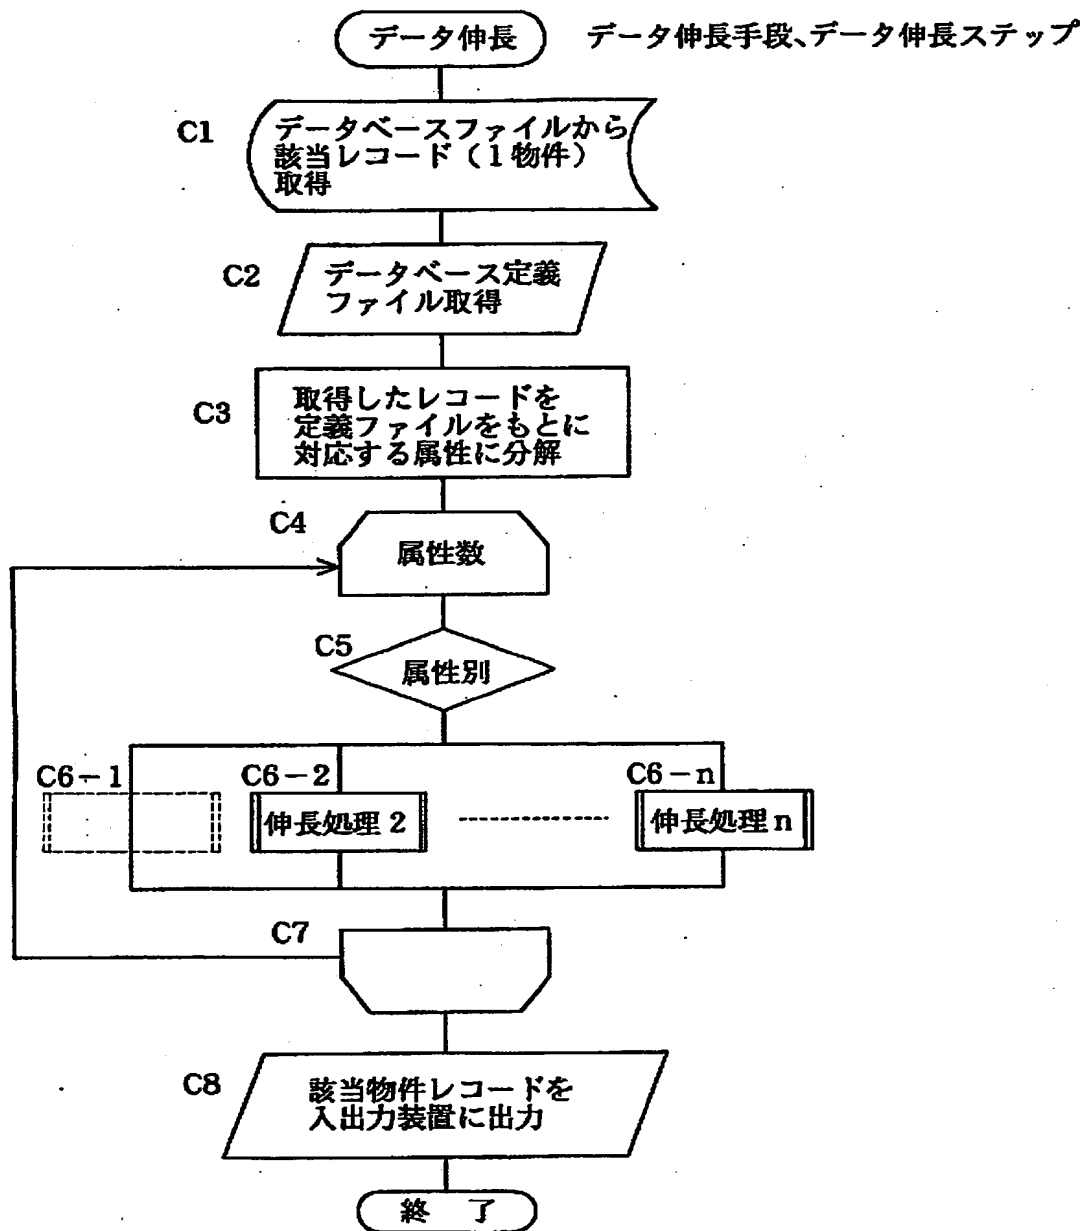 データ伸長
データ伸長手段、データ伸長ステップ
C1
データベースファイルから
該当レコード（1物件）
取得
C2
データベース定義
ファイル取得
C3
取得したレコードを
定義ファイルをもとに
対応する属性に分解
C4
属性数
C5
属性別
C6－1
C6－2
伸長処理2
C6－n
伸長処理n
C7
C8
該当物件レコードを
入出力装置に出力
終　了